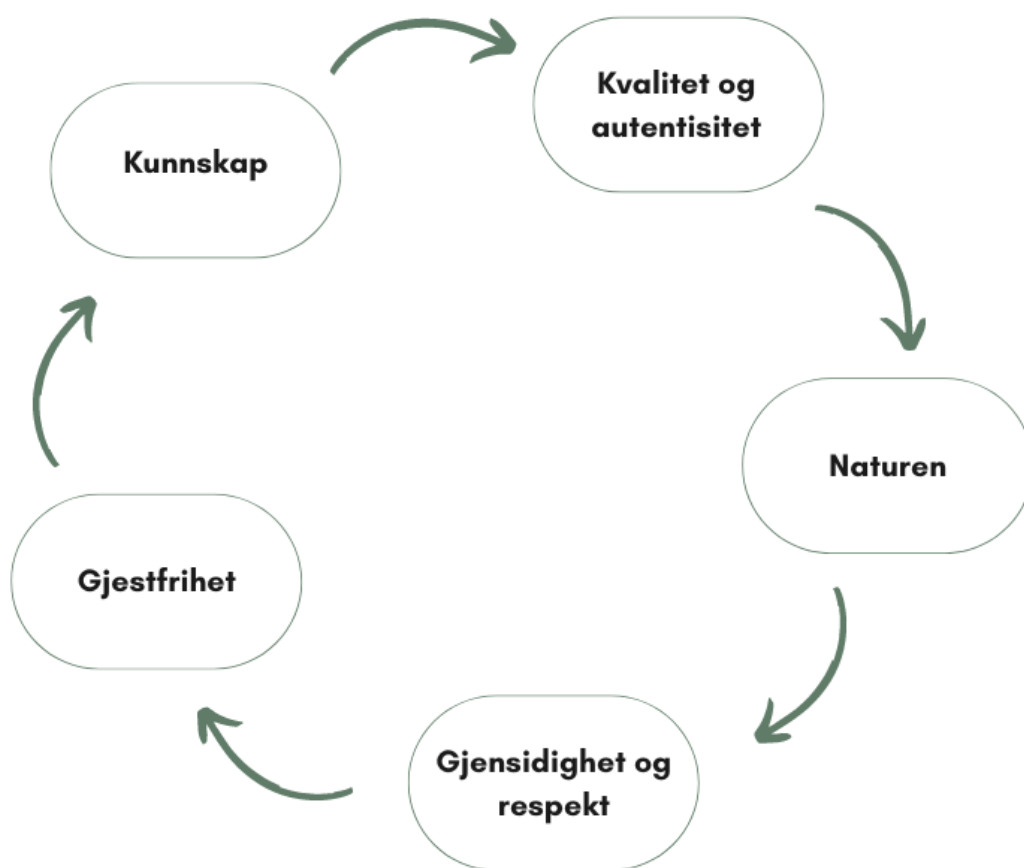 Kvalitet og
autentisitet
Kunnskap
Naturen
Gjestfrihet
Gjensidighet og
respekt